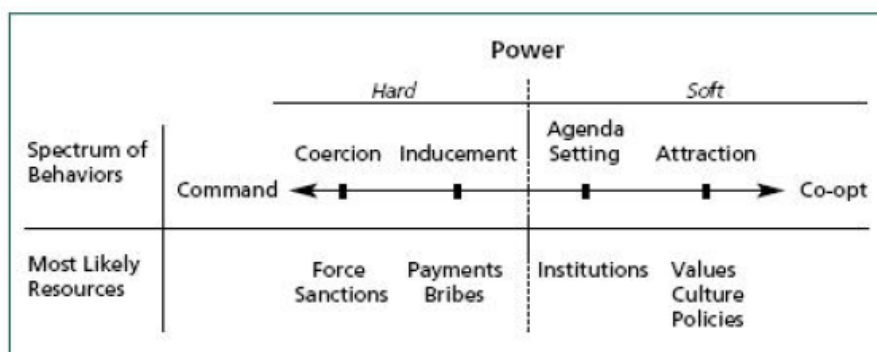 Power
Hard Soft
Spectrum of
Behaviors
Command
Coercion
Inducement
Agenda
Setting
Attraction
Co-opt
Most Likely
Resources
Force
Sanctions
Payments
Bribes
Institutions
Values
Culture
Policies